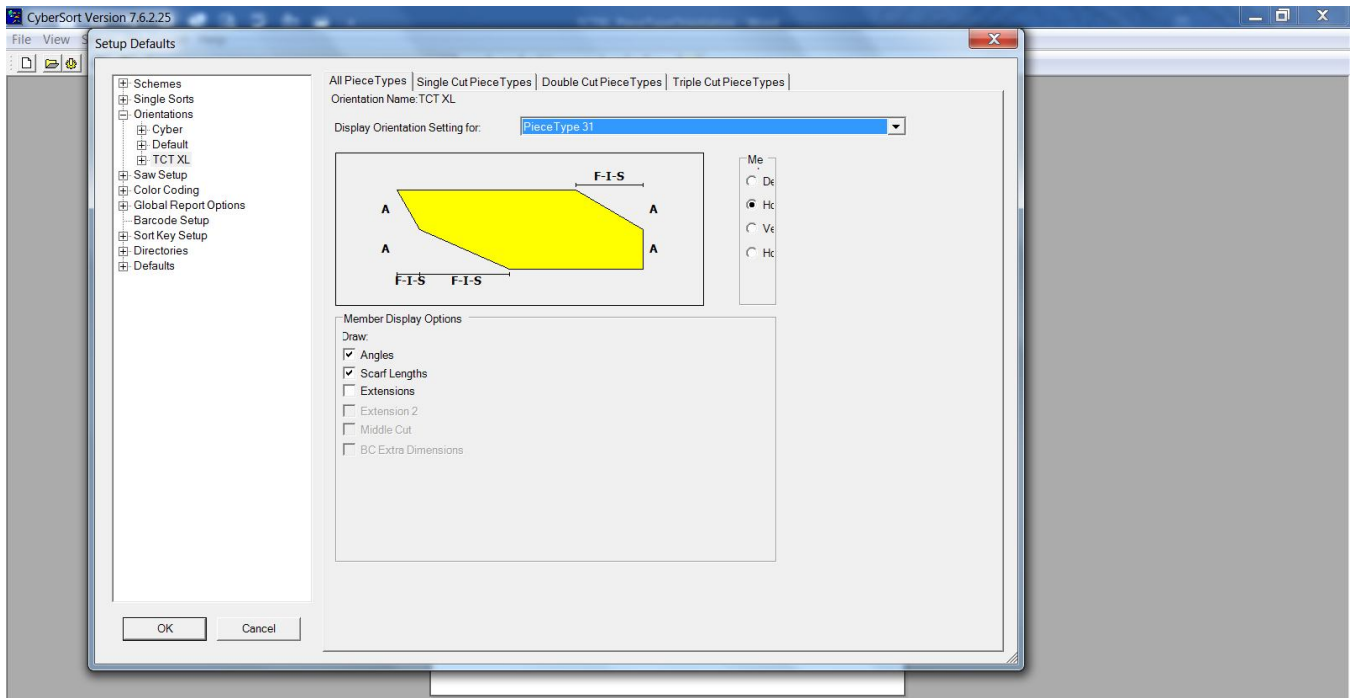 CyberSort Version 7.6.2.25
File View
Setup Defaults
Schemes
Single Sorts
Orientations
Cyber
Default
TCT XL
Saw Setup
Color Coding
Global Report Options
Barcode Setup
Sort Key Setup
Directories
Defaults
OK Cancel
All PieceTypes Single Cut PieceTypes Double Cut PieceTypes Triple Cut PieceTypes
Orientation Name:TCT XL
Display Orientation Setting for: PieceType 31
F-I-S
A A
A A
F-I-S F-I-S
Me
De
Ho
Ve
Ho
Member Display Options
Draw:
Angles
Scarf Lengths
Extensions
Extension 2
Middle Cut
BC Extra Dimensions